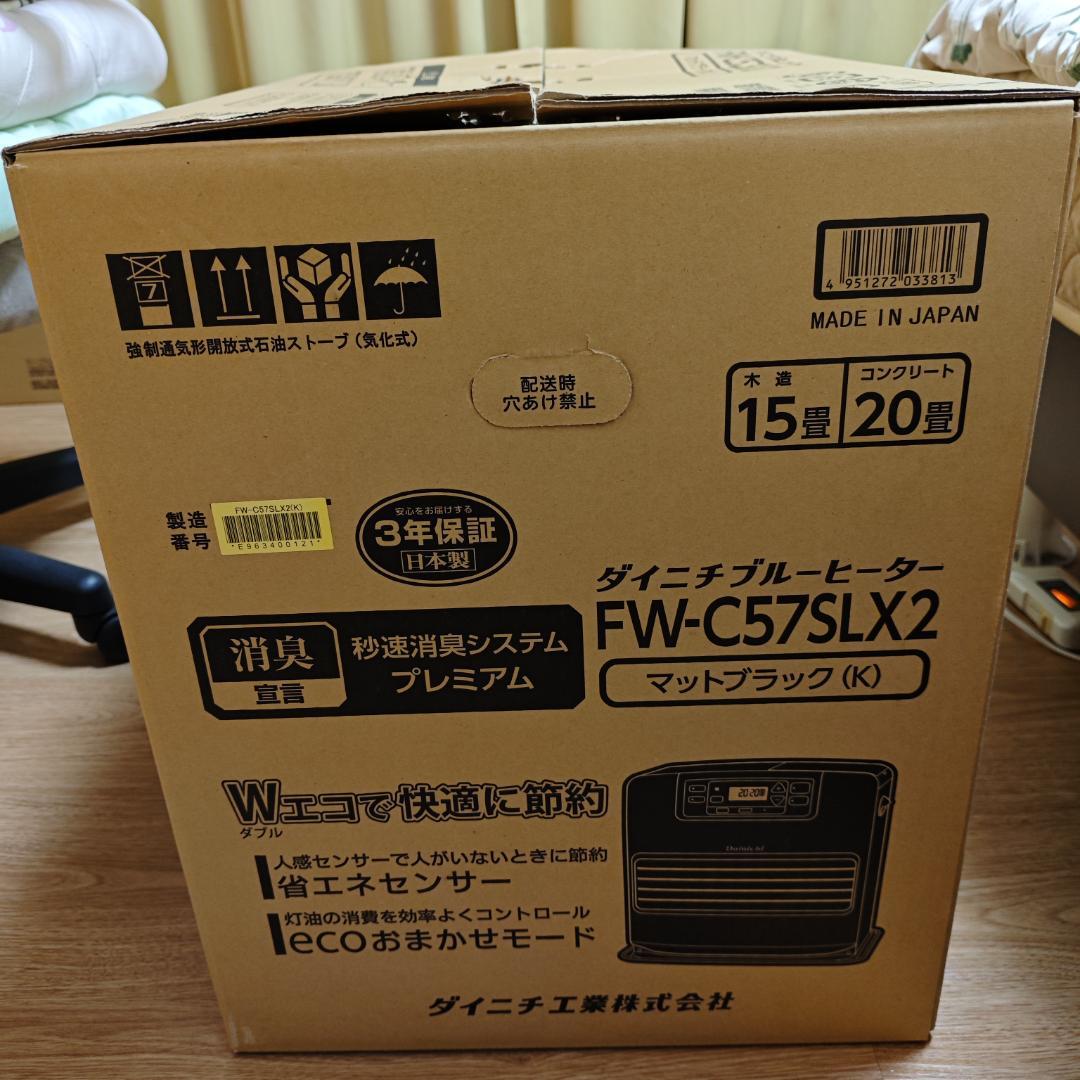 7
強制通気形開放式石油ストーブ(気化式)
4 951272 033813
MADE IN JAPAN
配送時
穴あけ禁止
木造
15畳
コンクリート
20畳
製造
番号
FW-C57SLX2(K)
*E963400121*
安心をお届けする
3年保証
日本製
ダイニチブルーヒーター
FW-C57SLX2
マットブラック(K)
消臭
宣言
秒速消臭システム
プレミアム
Wエコで快適に節約
ダブル
人感センサーで人がいないときに節約
省エネセンサー
灯油の消費を効率よくコントロール
ecoおまかせモード
20 20
Dainichi
ダイニチ工業株式会社